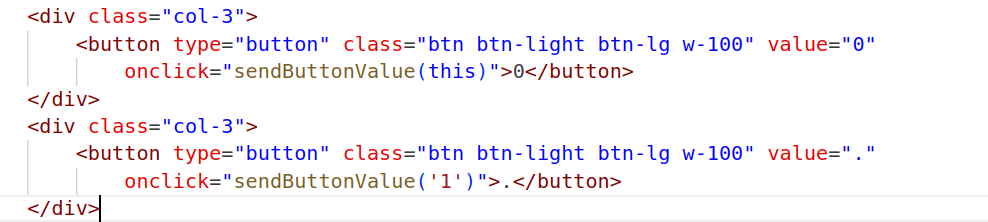 <div class="col-3">
    <button type="button" class="btn btn-light btn-lg w-100" value="0"
        onclick="sendButtonValue(this)">0</button>
</div>
<div class="col-3">
    <button type="button" class="btn btn-light btn-lg w-100" value="."
        onclick="sendButtonValue('1')">.</button>
</div>